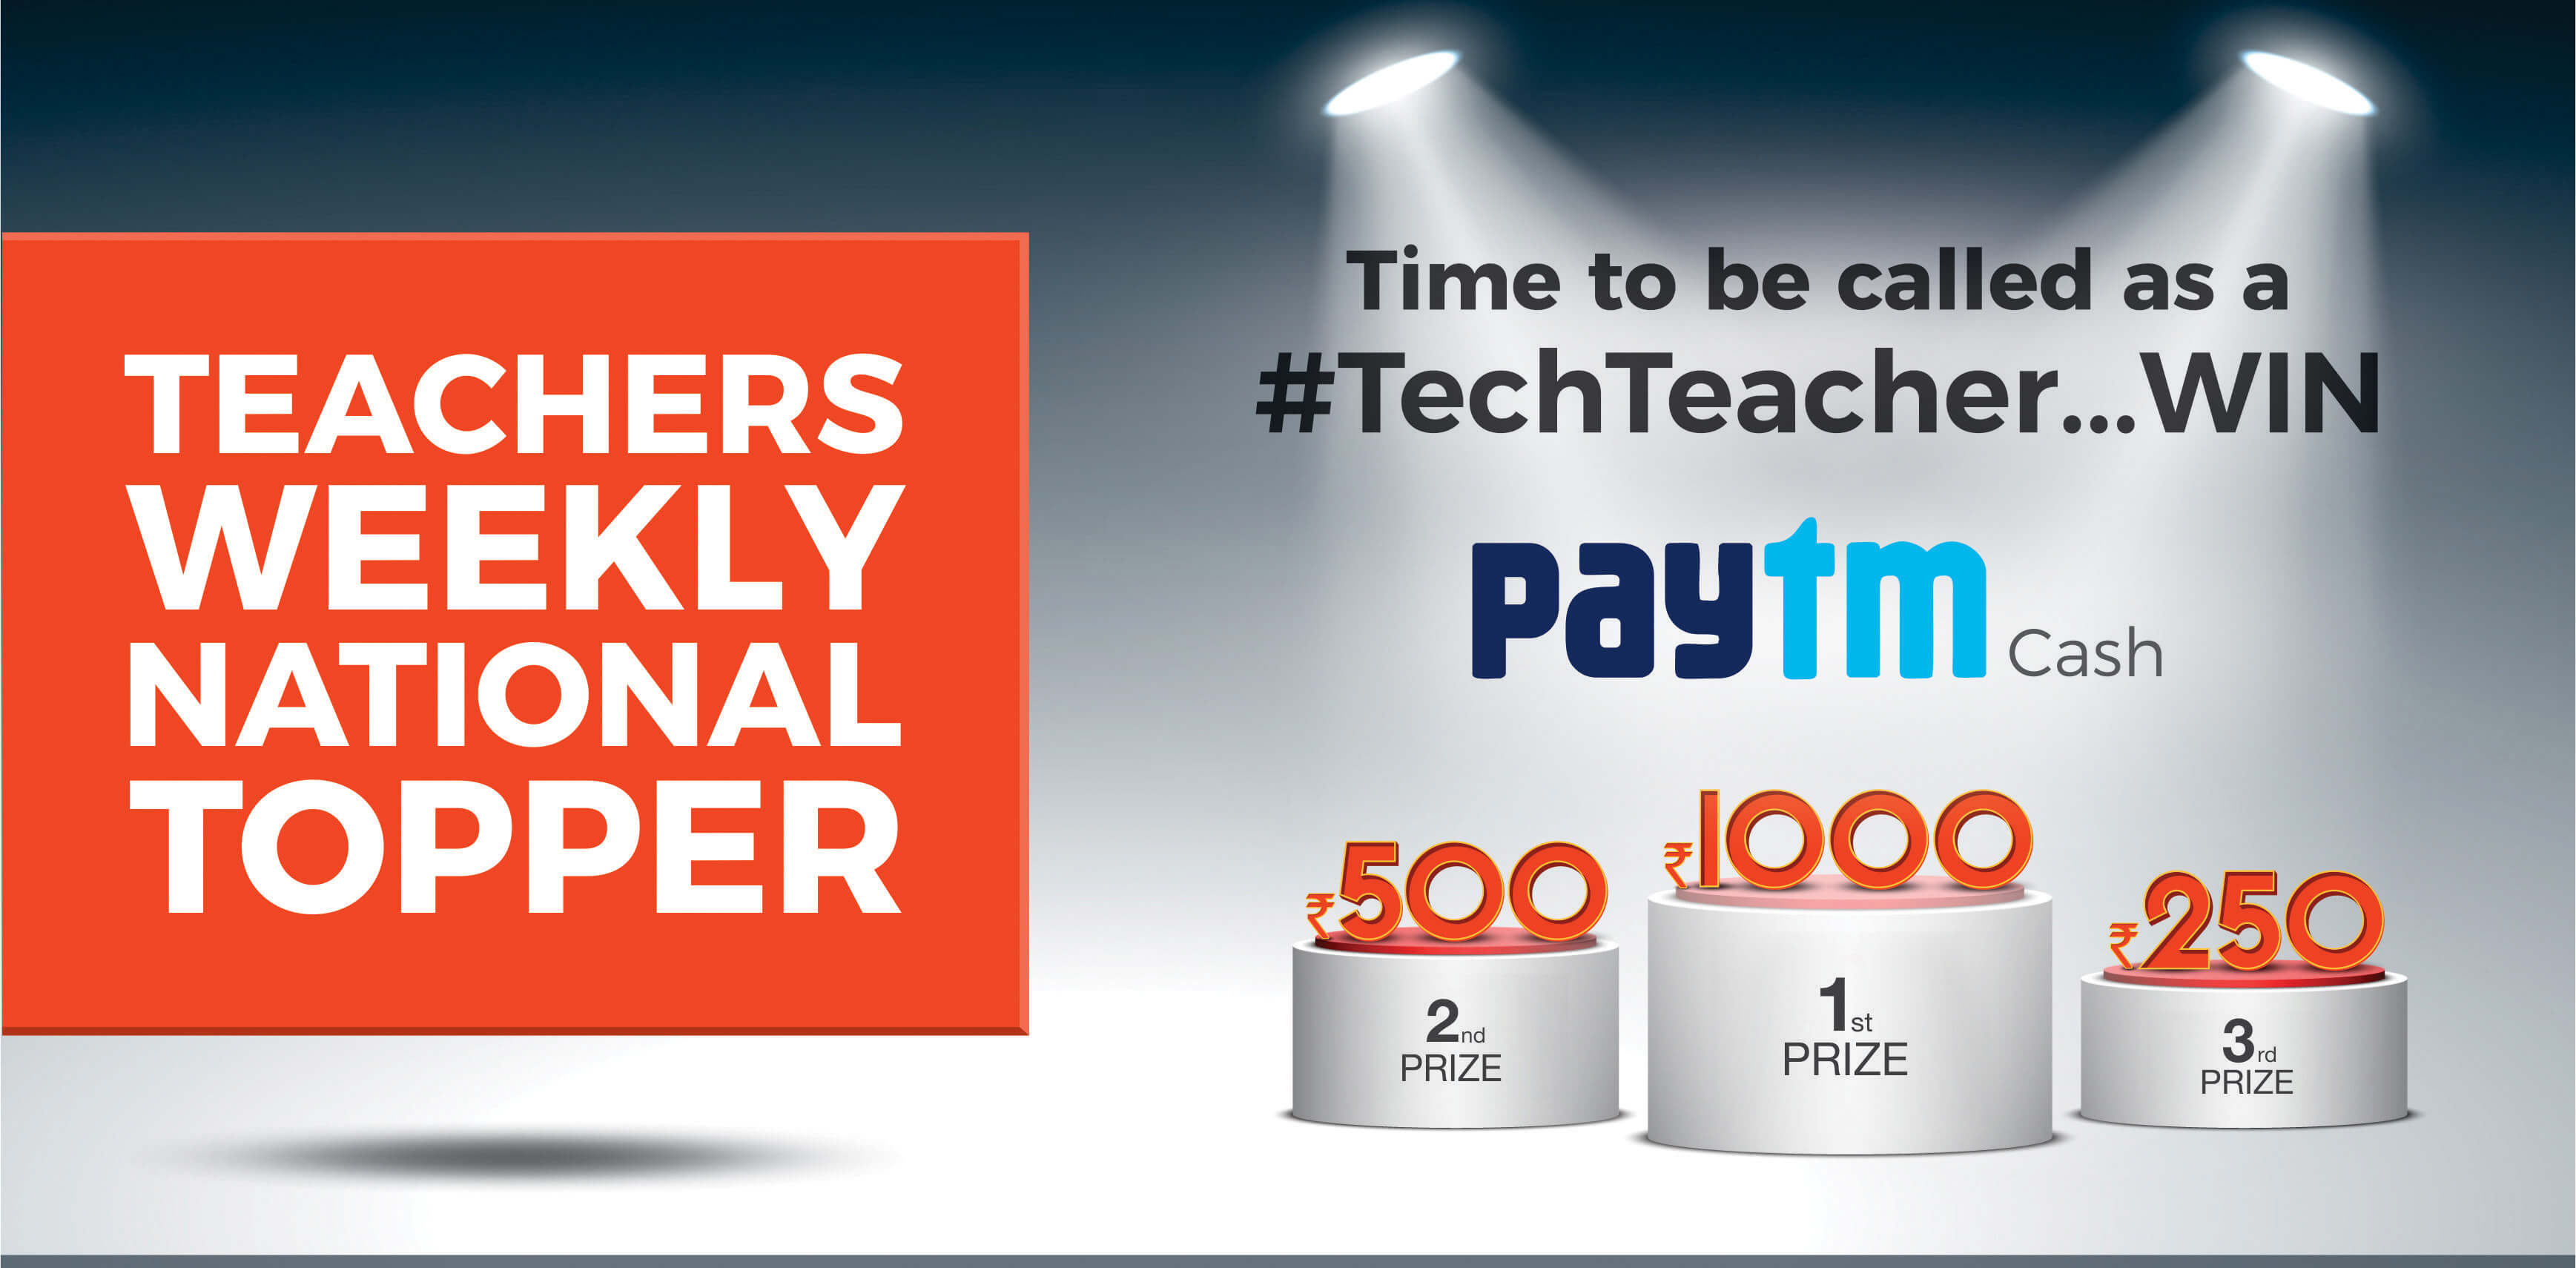 TEACHERS
WEEKLY
NATIONAL
TOPPER
Time to be called as a
#TechTeacher...WIN
paytm Cash
₹500
2nd
PRIZE
₹1000
1st
PRIZE
₹250
3rd
PRIZE